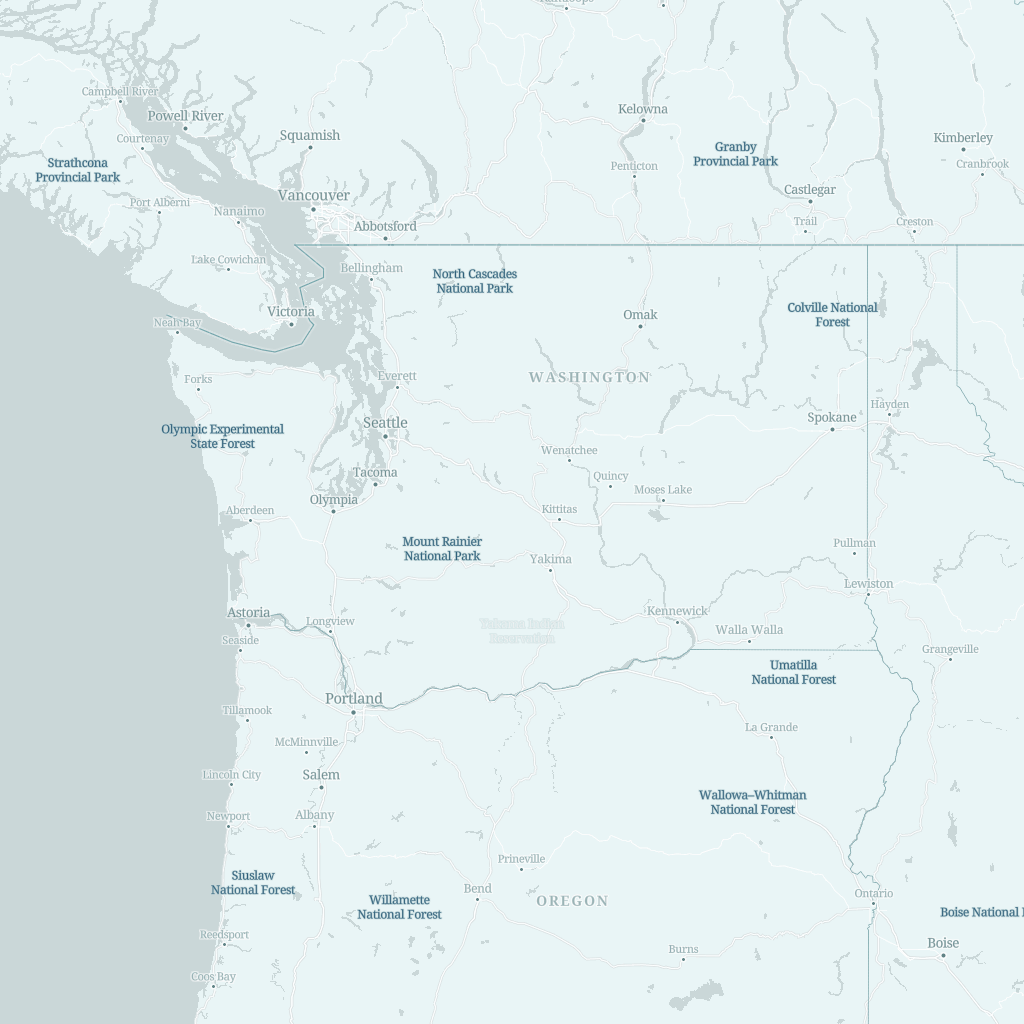 Campbell River
Powell River
Courtenay
Squamish
Kelowna
Kimberley
Strathcona
Provincial Park
Granby
Provincial Park
Penticton
Cranbrook
Vancouver
Castlegar
Port Alberni
Nanaimo
Abbotsford
Trail
Creston
Lake Cowichan
Bellingham
North Cascades
National Park
Victoria
Neah Bay
Omak
Colville National
Forest
Forks
Everett
WASHINGTON
Hayden
Spokane
Seattle
Olympic Experimental
State Forest
Wenatchee
Tacoma
Quincy
Moses Lake
Olympia
Aberdeen
Kittitas
Mount Rainier
National Park
Yakima
Pullman
Lewiston
Astoria
Longview
Kennewick
Yakama Indian
Reservation
Walla Walla
Seaside
Grangeville
Umatilla
National Forest
Portland
Tillamook
McMinnville
La Grande
Lincoln City
Salem
Wallowa–Whitman
National Forest
Newport
Albany
Prineville
Siuslaw
National Forest
Bend
Willamette
National Forest
OREGON
Ontario
Boise National
Reedsport
Burns
Boise
Coos Bay